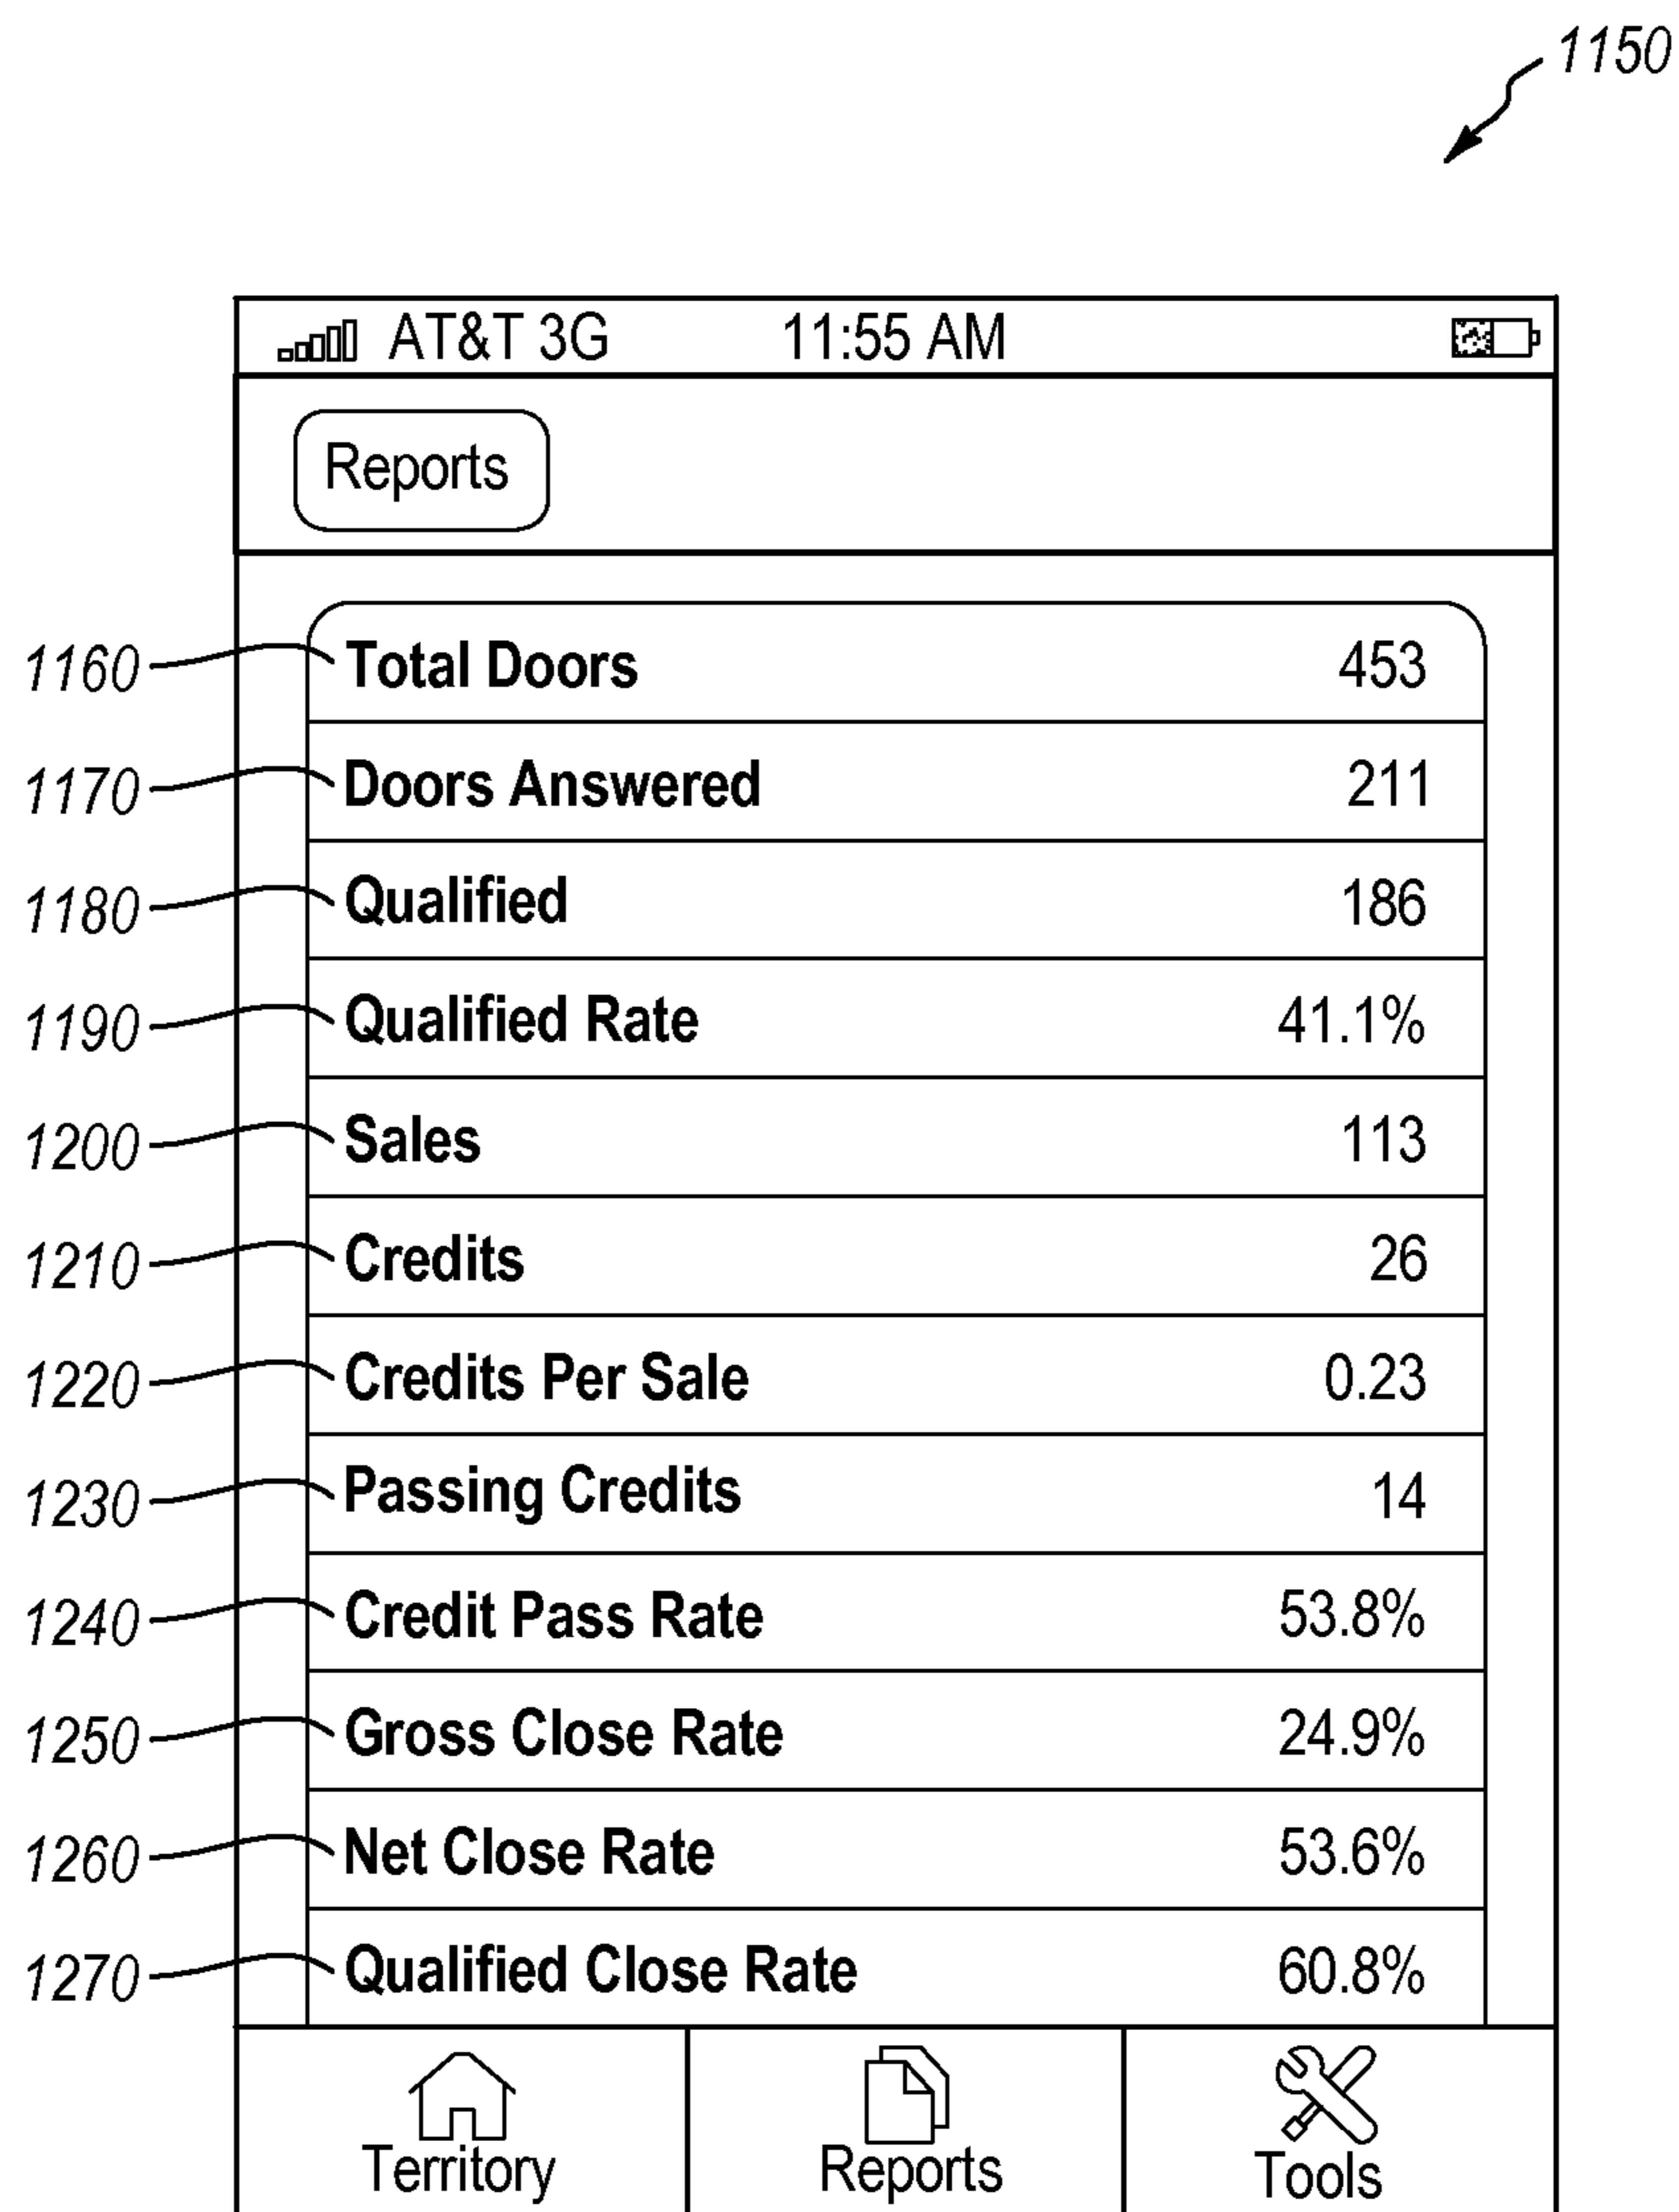 1150
AT&T 3G 11:55 AM
Reports
1160 Total Doors 453
1170 Doors Answered 211
1180 Qualified 186
1190 Qualified Rate 41.1%
1200 Sales 113
1210 Credits 26
1220 Credits Per Sale 0.23
1230 Passing Credits 14
1240 Credit Pass Rate 53.8%
1250 Gross Close Rate 24.9%
1260 Net Close Rate 53.6%
1270 Qualified Close Rate 60.8%
Territory Reports Tools